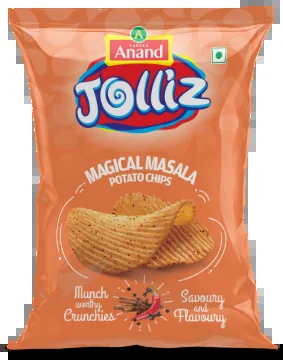 Anand
JOlliZ
MAGICAL MASALA
POTATO CHIPS
Munch
worthy
Crunchies
Savoury
and
Flavoury